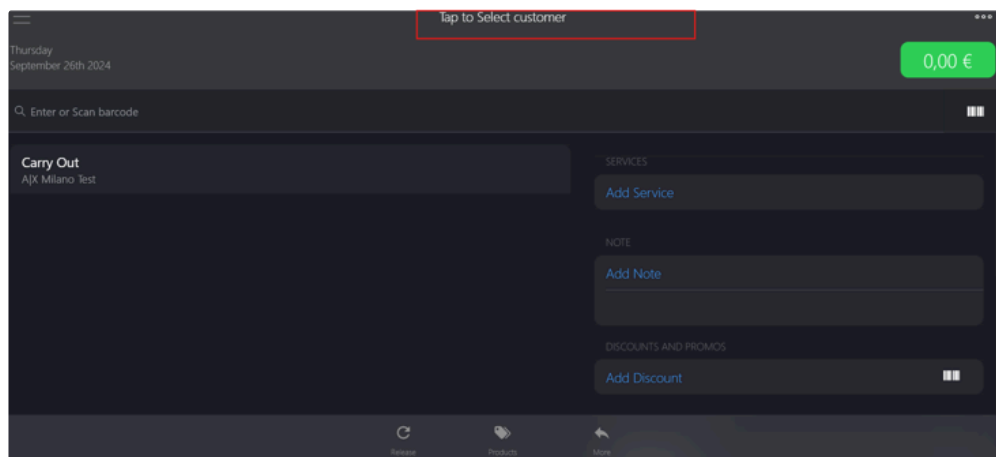 Tap to Select customer
Thursday
September 26th 2024
0,00 €
Enter or Scan barcode
Carry Out
A|X Milano Test
SERVICES
Add Service
NOTE
Add Note
DISCOUNTS AND PROMOS
Add Discount
Release
Products
More